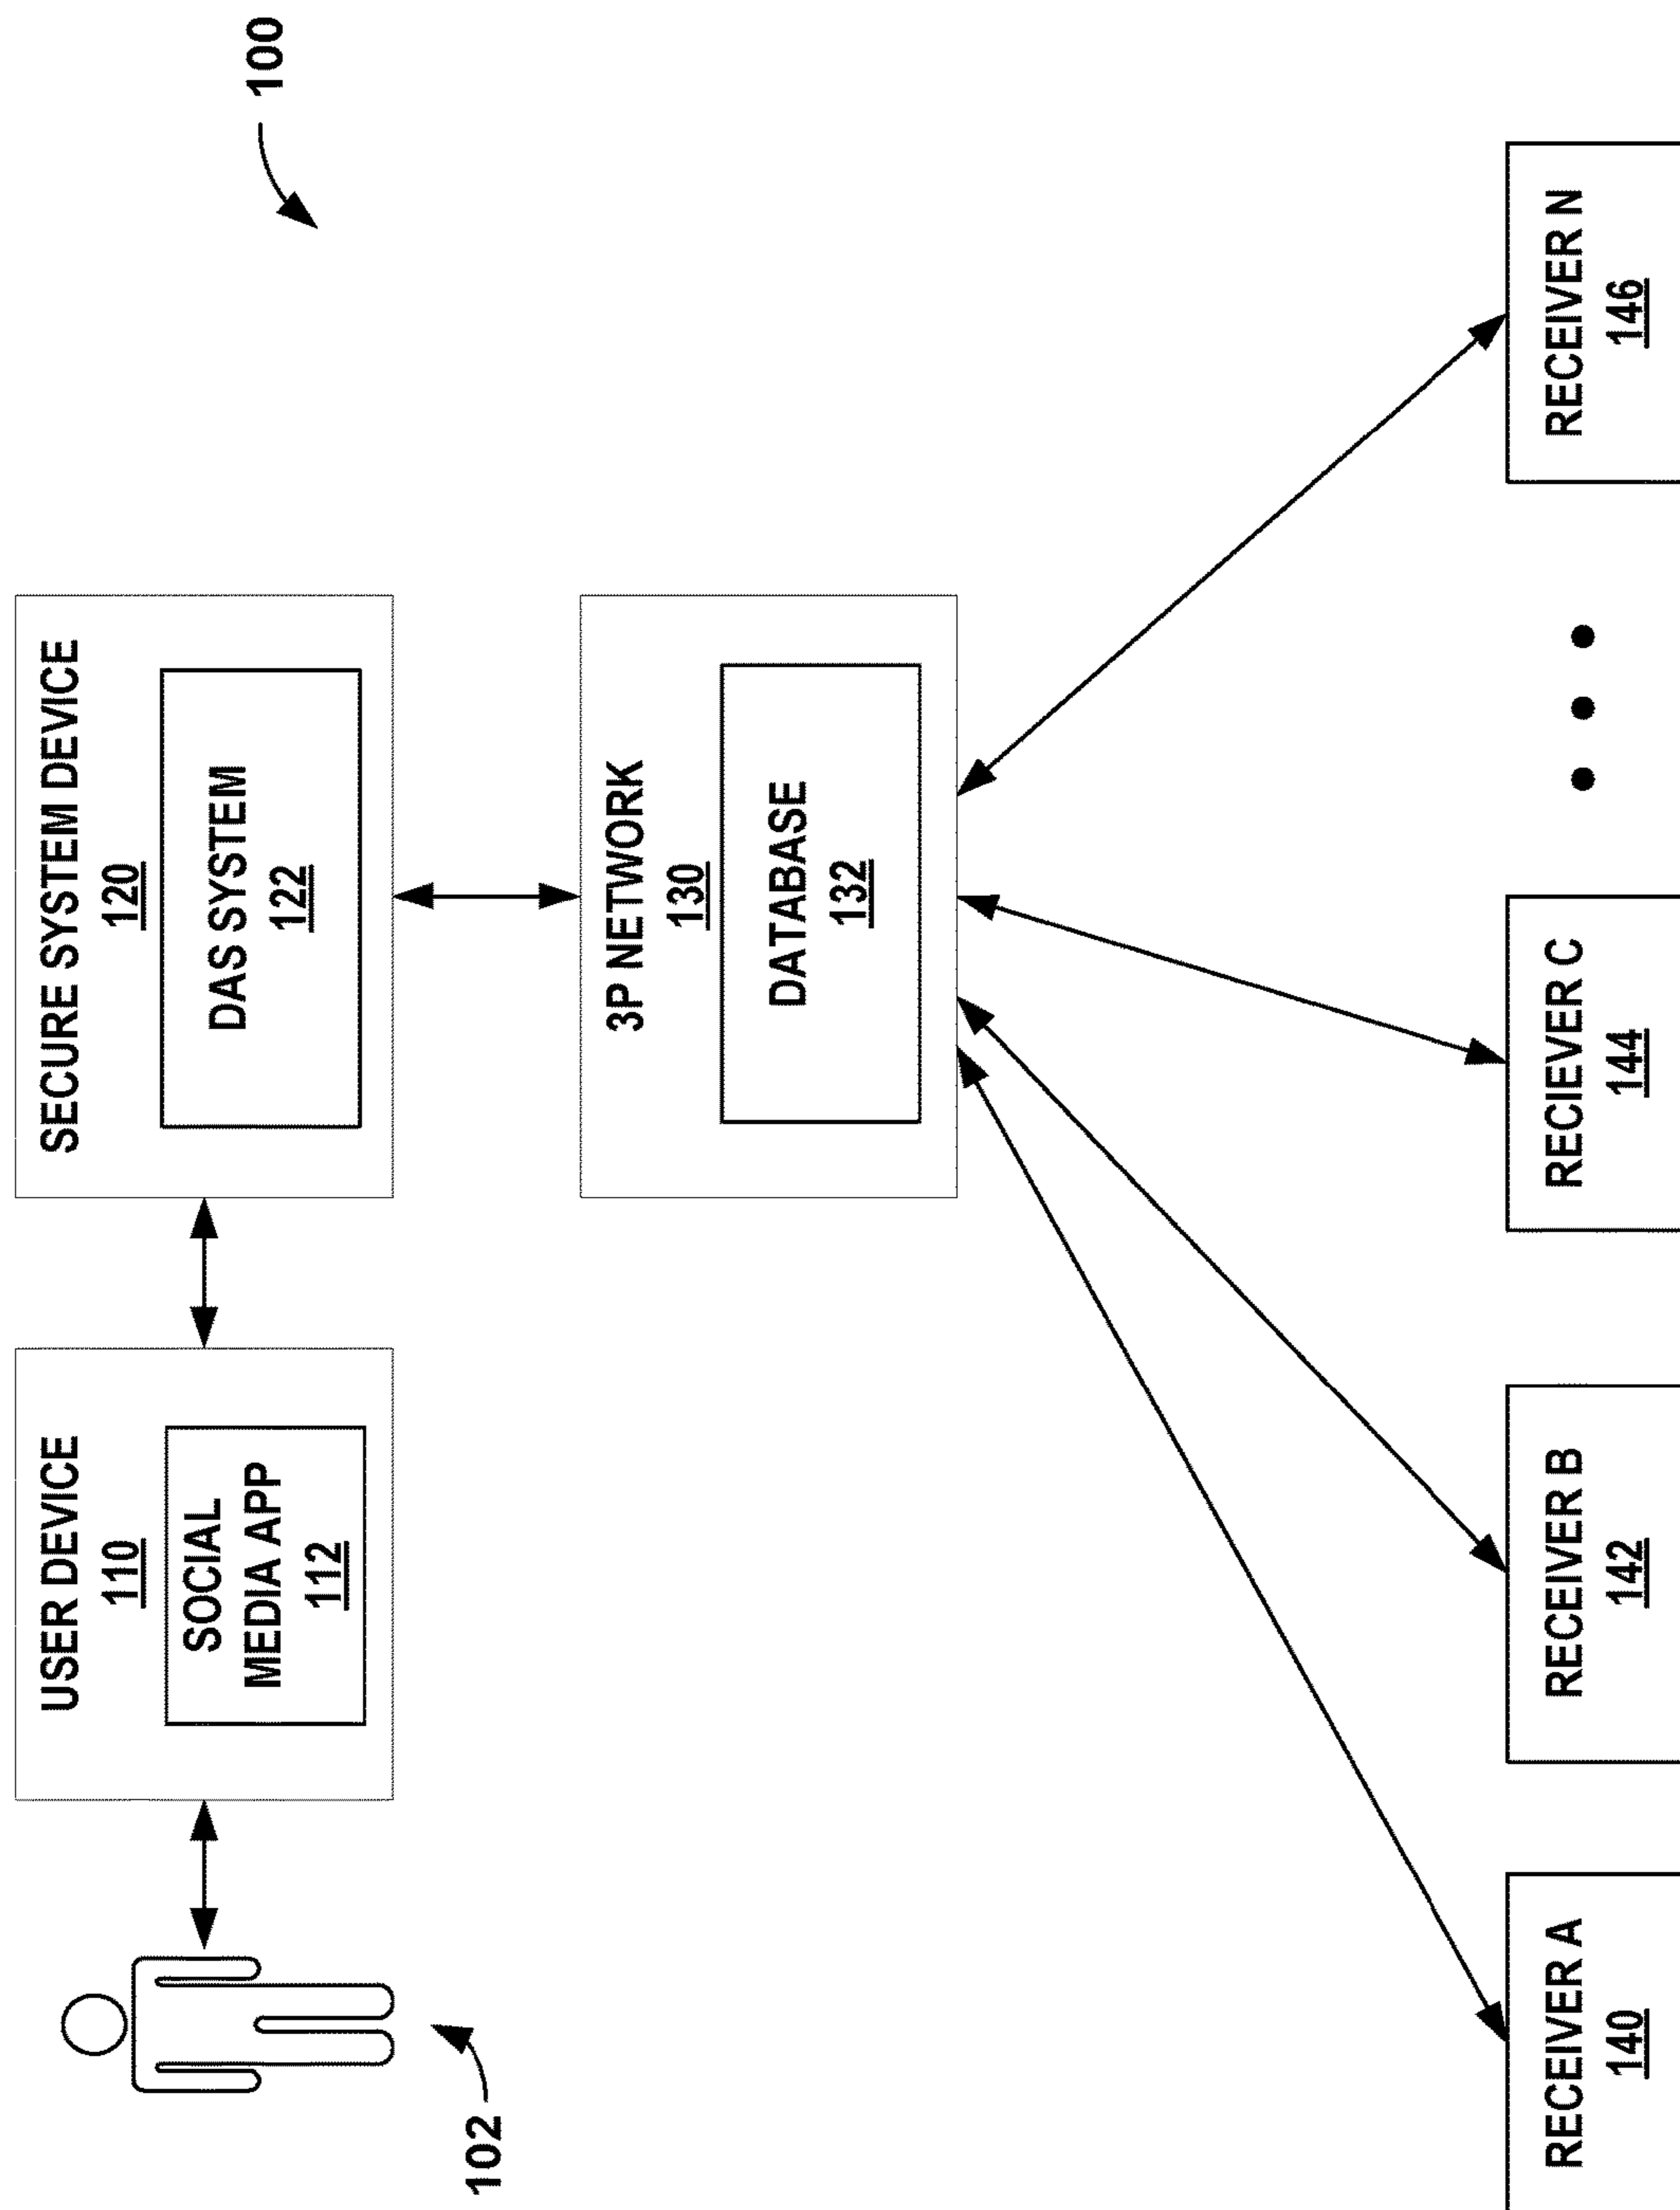 100
102
USER DEVICE
110
SOCIAL
MEDIA APP
112
SECURE SYSTEM DEVICE
120
DAS SYSTEM
122
3P NETWORK
130
DATABASE
132
RECEIVER A
140
RECEIVER B
142
RECIEVER C
144
RECEIVER N
146